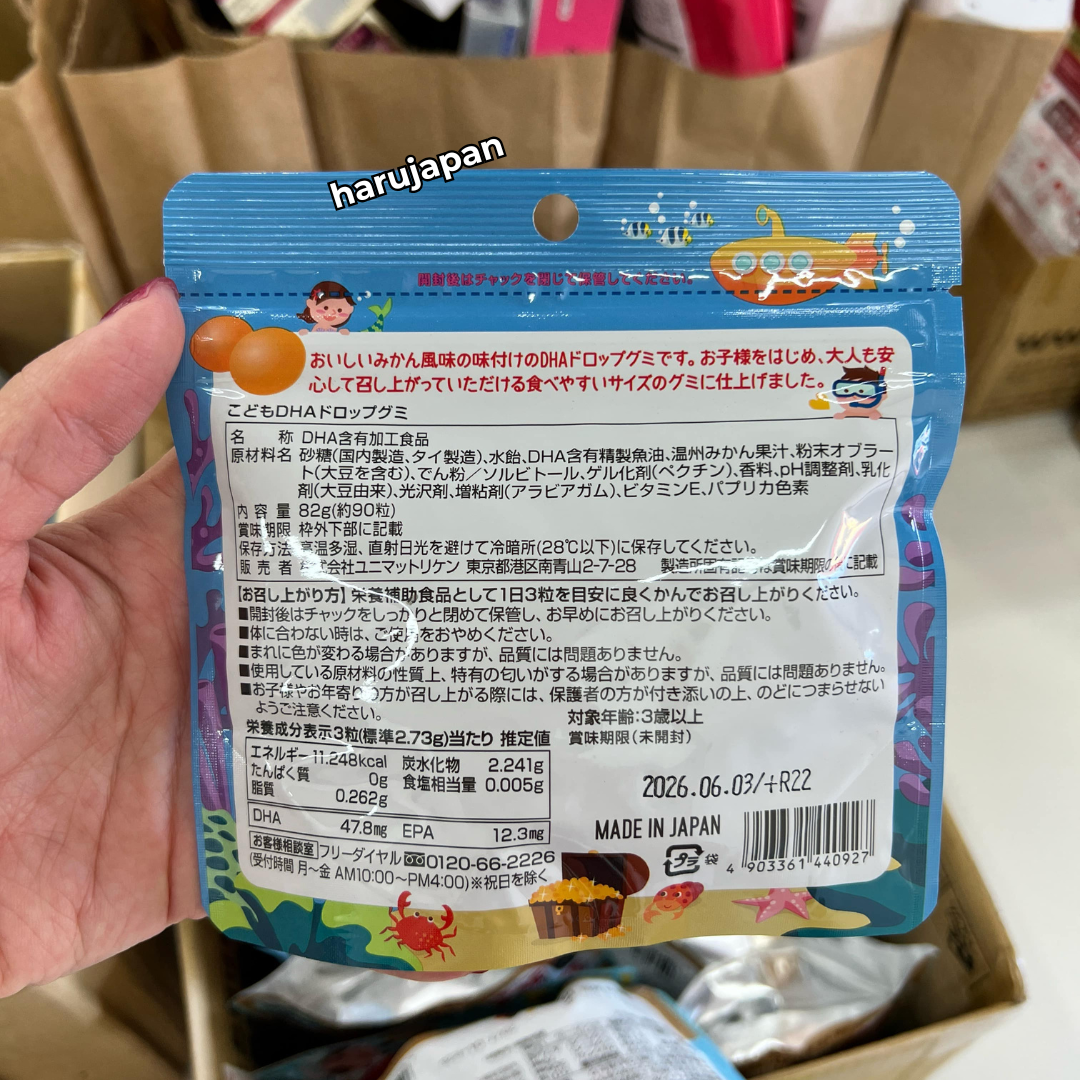 harujapan
開封後はチャックを閉じて保管してください。
おいしいみかん風味の味付けのDHAドロップグミです。お子様をはじめ、大人も安
心して召し上がっていただける食べやすいサイズのグミに仕上げました。
こどもDHAドロップグミ
名 称 DHA含有加工食品
原材料名 砂糖(国内製造、タイ製造)、水飴、DHA含有精製魚油、温州みかん果汁、粉末オブラー
ト(大豆を含む)、でん粉/ソルビトール、ゲル化剤(ペクチン)、香料、pH調整剤、乳化
剤(大豆由来)、光沢剤、増粘剤(アラビアガム)、ビタミンE、パプリカ色素
内 容 量 82g(約90粒)
賞味期限 枠外下部に記載
保存方法 高温多湿、直射日光を避けて冷暗所(28℃以下)に保存してください。
販 売 者 株式会社ユニマットリケン 東京都港区南青山2-7-28 製造所固有記号は賞味期限の後に記載
【お召し上がり方】栄養補助食品として1日3粒を目安に良くかんでお召し上がりください。
■開封後はチャックをしっかりと閉めて保管し、お早めにお召し上がりください。
■体に合わない時は、ご使用をおやめください。
■まれに色が変わる場合がありますが、品質には問題ありません。
■使用している原材料の性質上、特有の匂いがする場合がありますが、品質には問題ありません。
■お子様やお年寄りの方が召し上がる際には、保護者の方が付き添いの上、のどにつまらせない
ようご注意ください。
対象年齢:3歳以上
栄養成分表示3粒(標準2.73g)当たり 推定値
賞味期限(未開封)
エネルギー 11.248kcal 炭水化物 2.241g
たんぱく質 0g 食塩相当量 0.005g
脂質 0.262g
2026.06.03/+R22
DHA 47.8mg EPA 12.3mg
MADE IN JAPAN
お客様相談室 フリーダイヤル 0120-66-2226
(受付時間 月~金 AM10:00~PM4:00)※祝日を除く
プラ 袋
4 903361 440927